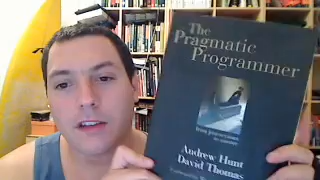 The
Pragmatic
Programmer
from journeyman
to master
Andrew Hunt
David Thomas